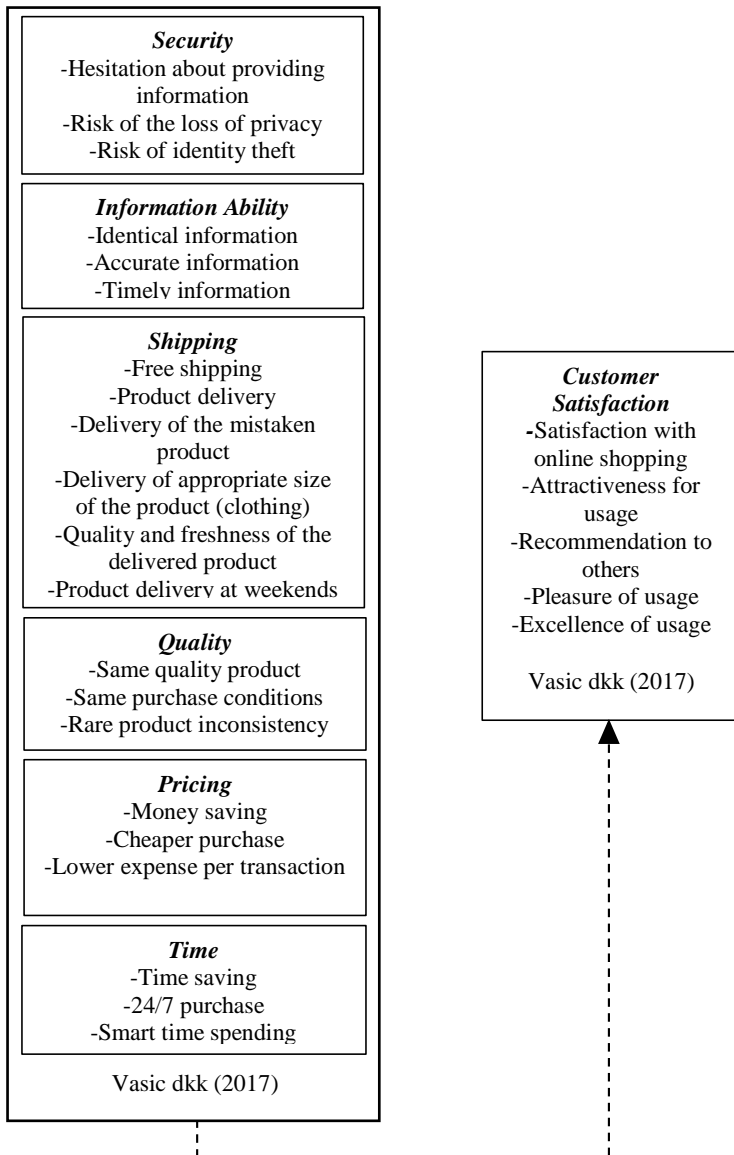 Security
-Hesitation about providing
information
-Risk of the loss of privacy
-Risk of identity theft
Information Ability
-Identical information
-Accurate information
-Timely information
Shipping
-Free shipping
-Product delivery
-Delivery of the mistaken
product
-Delivery of appropriate size
of the product (clothing)
-Quality and freshness of the
delivered product
-Product delivery at weekends
Quality
-Same quality product
-Same purchase conditions
-Rare product inconsistency
Pricing
-Money saving
-Cheaper purchase
-Lower expense per transaction
Time
-Time saving
-24/7 purchase
-Smart time spending
Vasic dkk (2017)
Customer
Satisfaction
-Satisfaction with
online shopping
-Attractiveness for
usage
-Recommendation to
others
-Pleasure of usage
-Excellence of usage
Vasic dkk (2017)